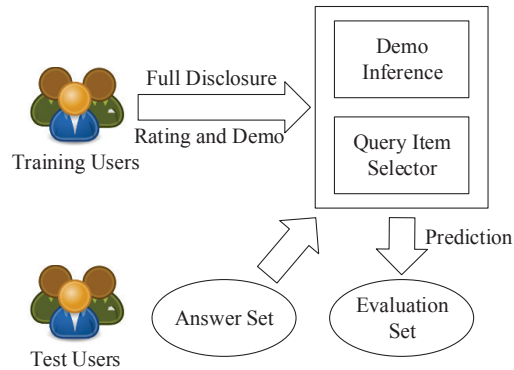 Full Disclosure
Rating and Demo
Training Users
Demo
Inference
Query Item
Selector
Prediction
Test Users
Answer Set
Evaluation
Set